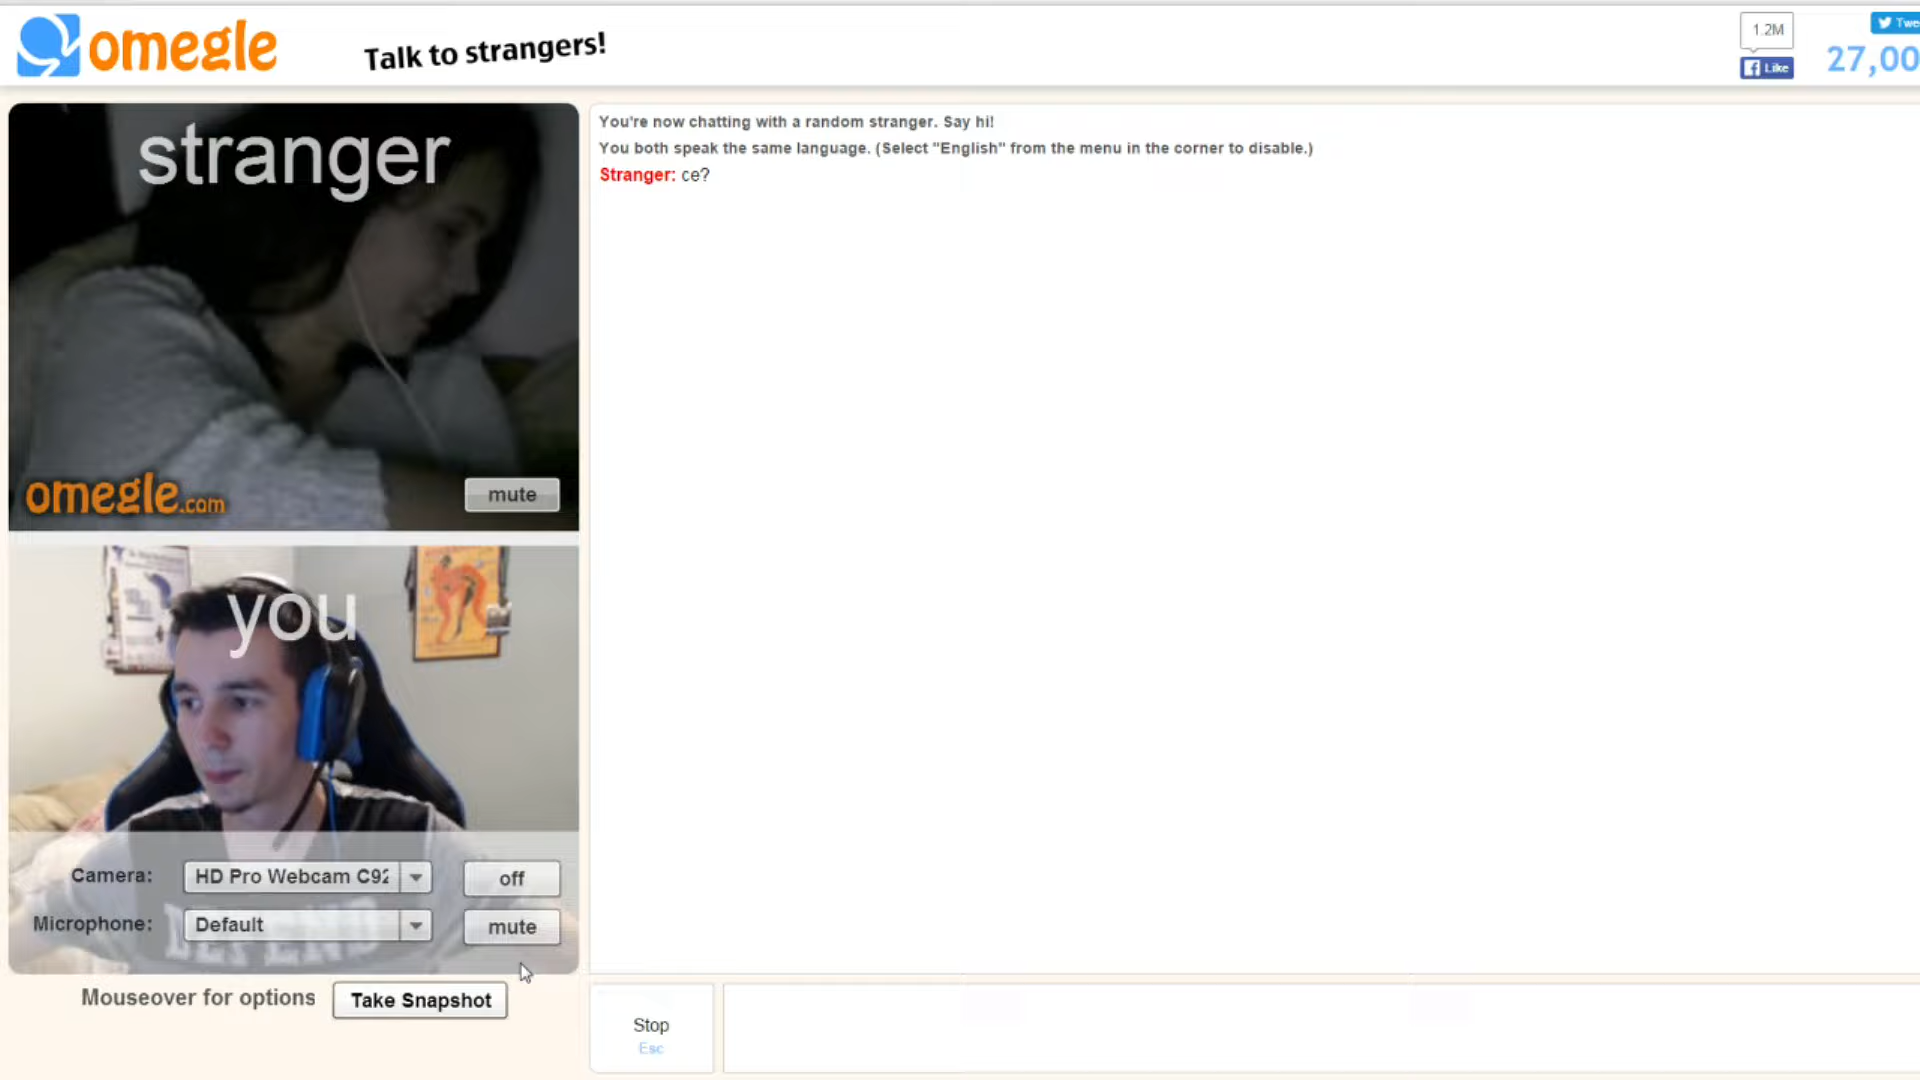 omegle
Talk to strangers!
1.2M
Like
Twe
27,00
stranger
omegle.com
mute
You're now chatting with a random stranger. Say hi!
You both speak the same language. (Select "English" from the menu in the corner to disable.)
Stranger: ce?
you
Camera:
HD Pro Webcam C92
off
Microphone:
Default
mute
Mouseover for options
Take Snapshot
Stop
Esc